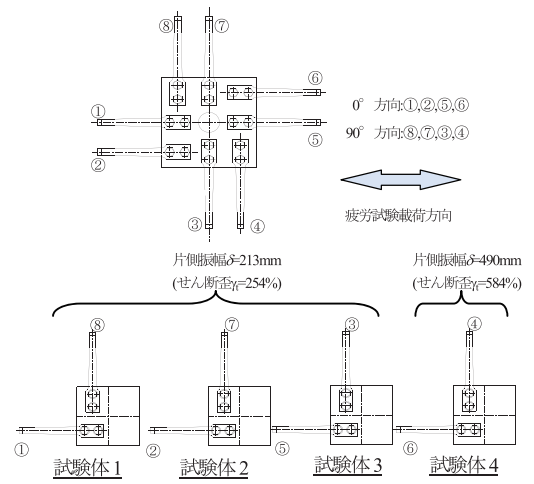 ⑧ ⑦
⑥
①
0° 方向:①,②,⑤,⑥
90° 方向:⑧,⑦,③,④
⑤
②
疲労試験載荷方向
③ ④
片側振幅δ=213mm
(せん断歪γ=254%)
片側振幅δ=490mm
(せん断歪γ=584%)
⑧ ⑦ ③ ④
① ② ⑤ ⑥
試験体1 試験体2 試験体3 試験体4